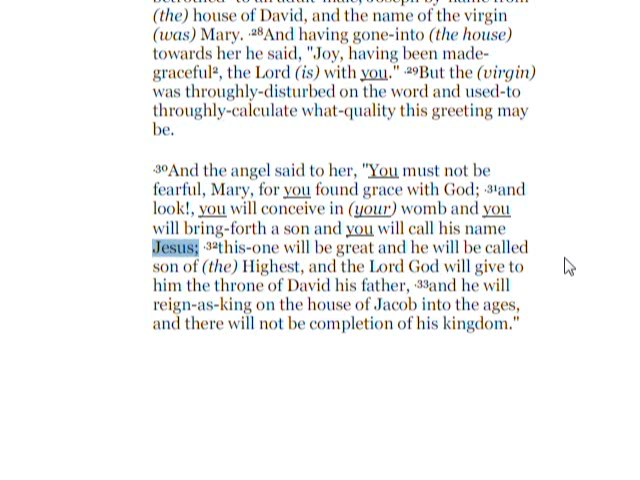 (the) house of David, and the name of the virgin
(was) Mary. ·²⁸And having gone-into (the house)
towards her he said, "Joy, having been made-
graceful², the Lord (is) with you." ·²⁹But the (virgin)
was throughly-disturbed on the word and used-to
throughly-calculate what-quality this greeting may
be.
·³⁰And the angel said to her, "You must not be
fearful, Mary, for you found grace with God; ·³¹and
look!, you will conceive in (your) womb and you
will bring-forth a son and you will call his name
Jesus; ·³²this-one will be great and he will be called
son of (the) Highest, and the Lord God will give to
him the throne of David his father, ·³³and he will
reign-as-king on the house of Jacob into the ages,
and there will not be completion of his kingdom."